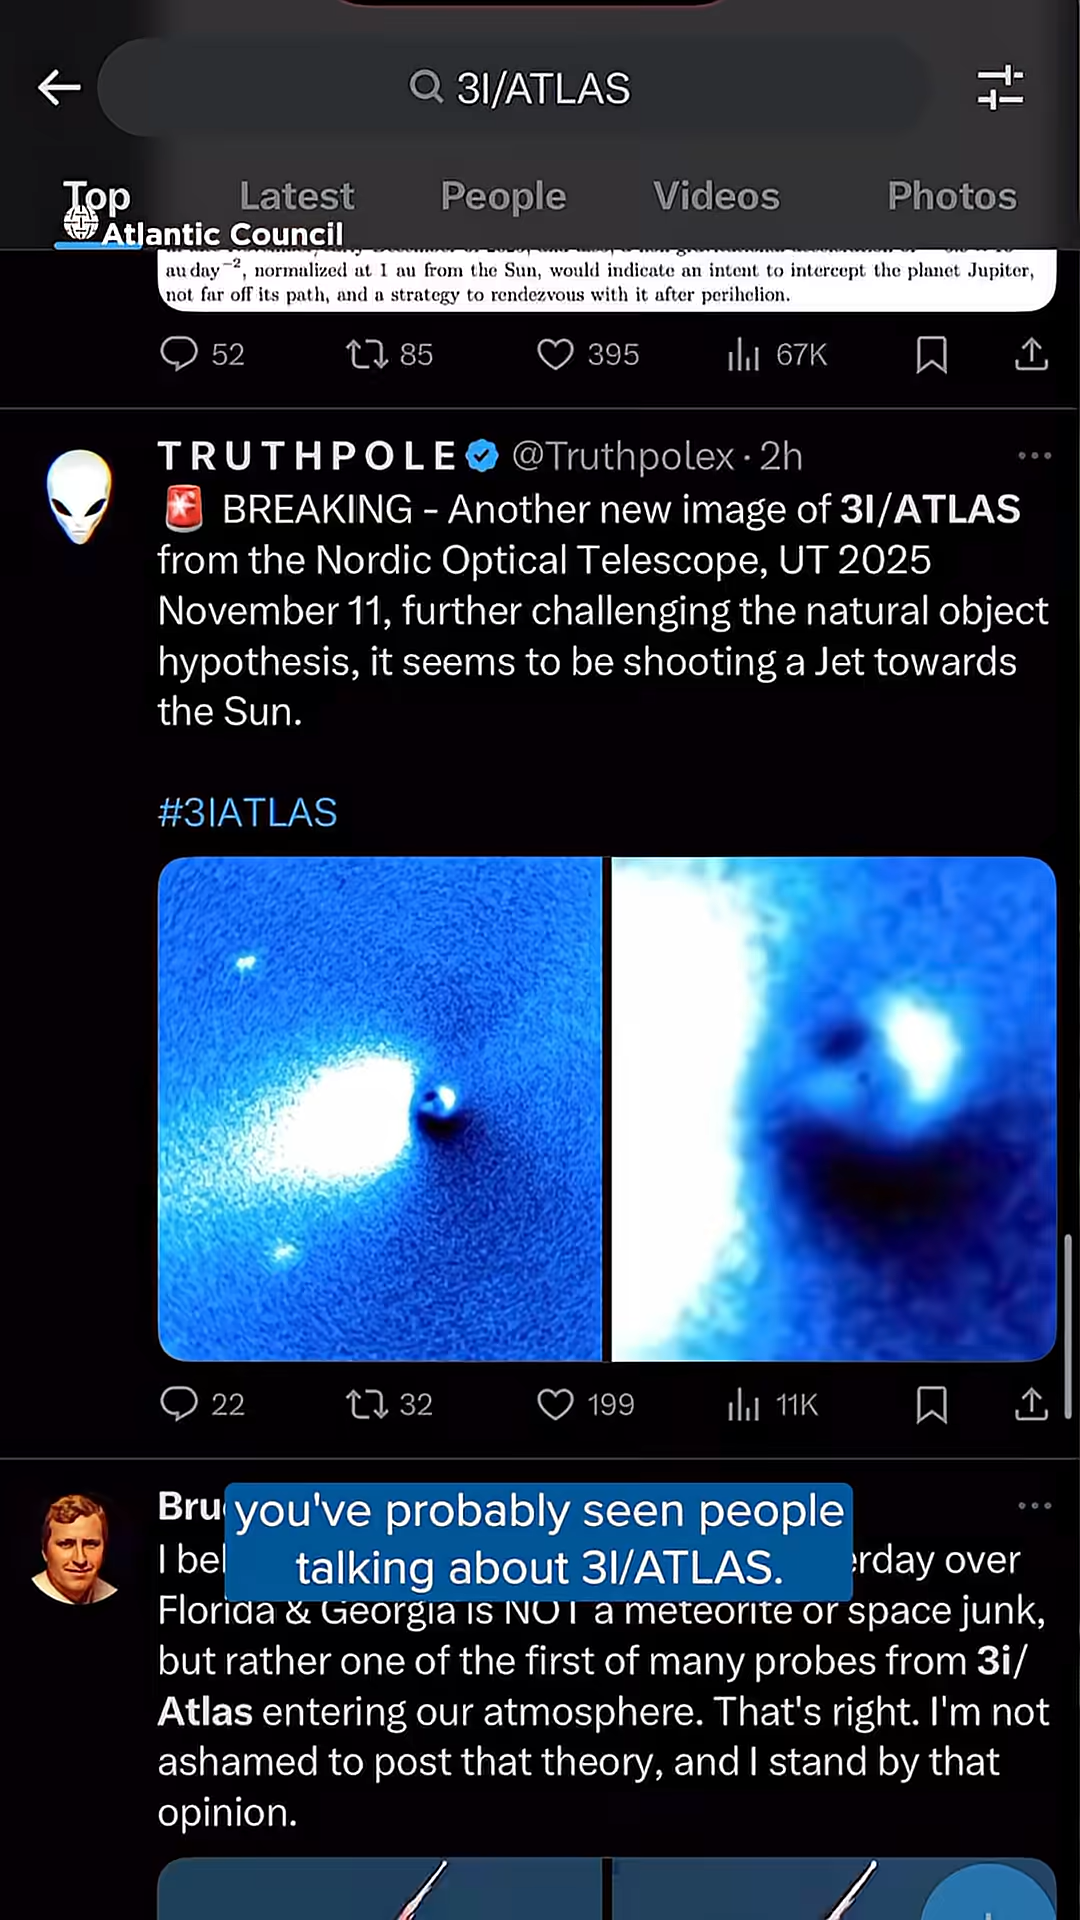 3I/ATLAS
Top
Latest
People
Videos
Photos
Atlantic Council
au day⁻², normalized at 1 au from the Sun, would indicate an intent to intercept the planet Jupiter,
not far off its path, and a strategy to rendezvous with it after perihelion.
52
85
395
67K
TRUTHPOLE @Truthpolex · 2h
BREAKING - Another new image of 3I/ATLAS
from the Nordic Optical Telescope, UT 2025
November 11, further challenging the natural object
hypothesis, it seems to be shooting a Jet towards
the Sun.
#3IATLAS
22
32
199
11K
you've probably seen people
talking about 3I/ATLAS.
I over
Florida & Georgia is NOT a meteorite or space junk,
but rather one of the first of many probes from 3i/
Atlas entering our atmosphere. That's right. I'm not
ashamed to post that theory, and I stand by that
opinion.